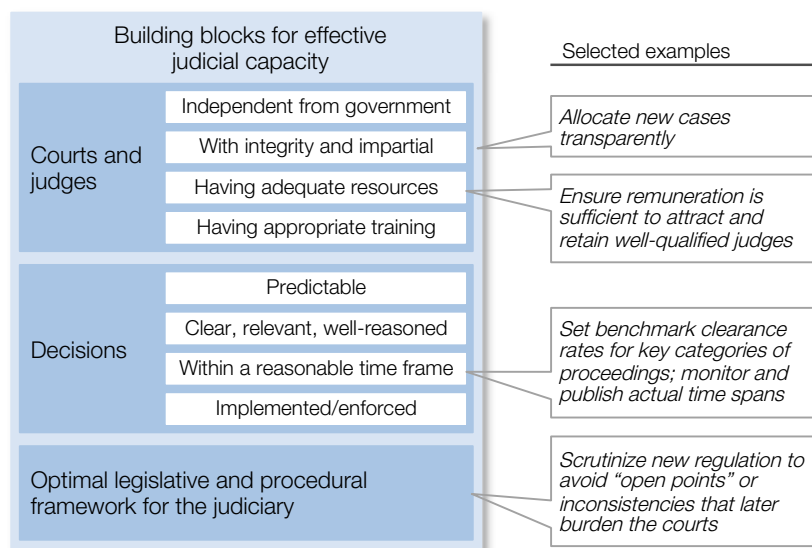 Building blocks for effective
judicial capacity
Selected examples
Courts and
judges
Independent from government
With integrity and impartial
Having adequate resources
Having appropriate training
Allocate new cases
transparently
Ensure remuneration is
sufficient to attract and
retain well-qualified judges
Decisions
Predictable
Clear, relevant, well-reasoned
Within a reasonable time frame
Implemented/enforced
Set benchmark clearance
rates for key categories of
proceedings; monitor and
publish actual time spans
Optimal legislative and procedural
framework for the judiciary
Scrutinize new regulation to
avoid “open points” or
inconsistencies that later
burden the courts